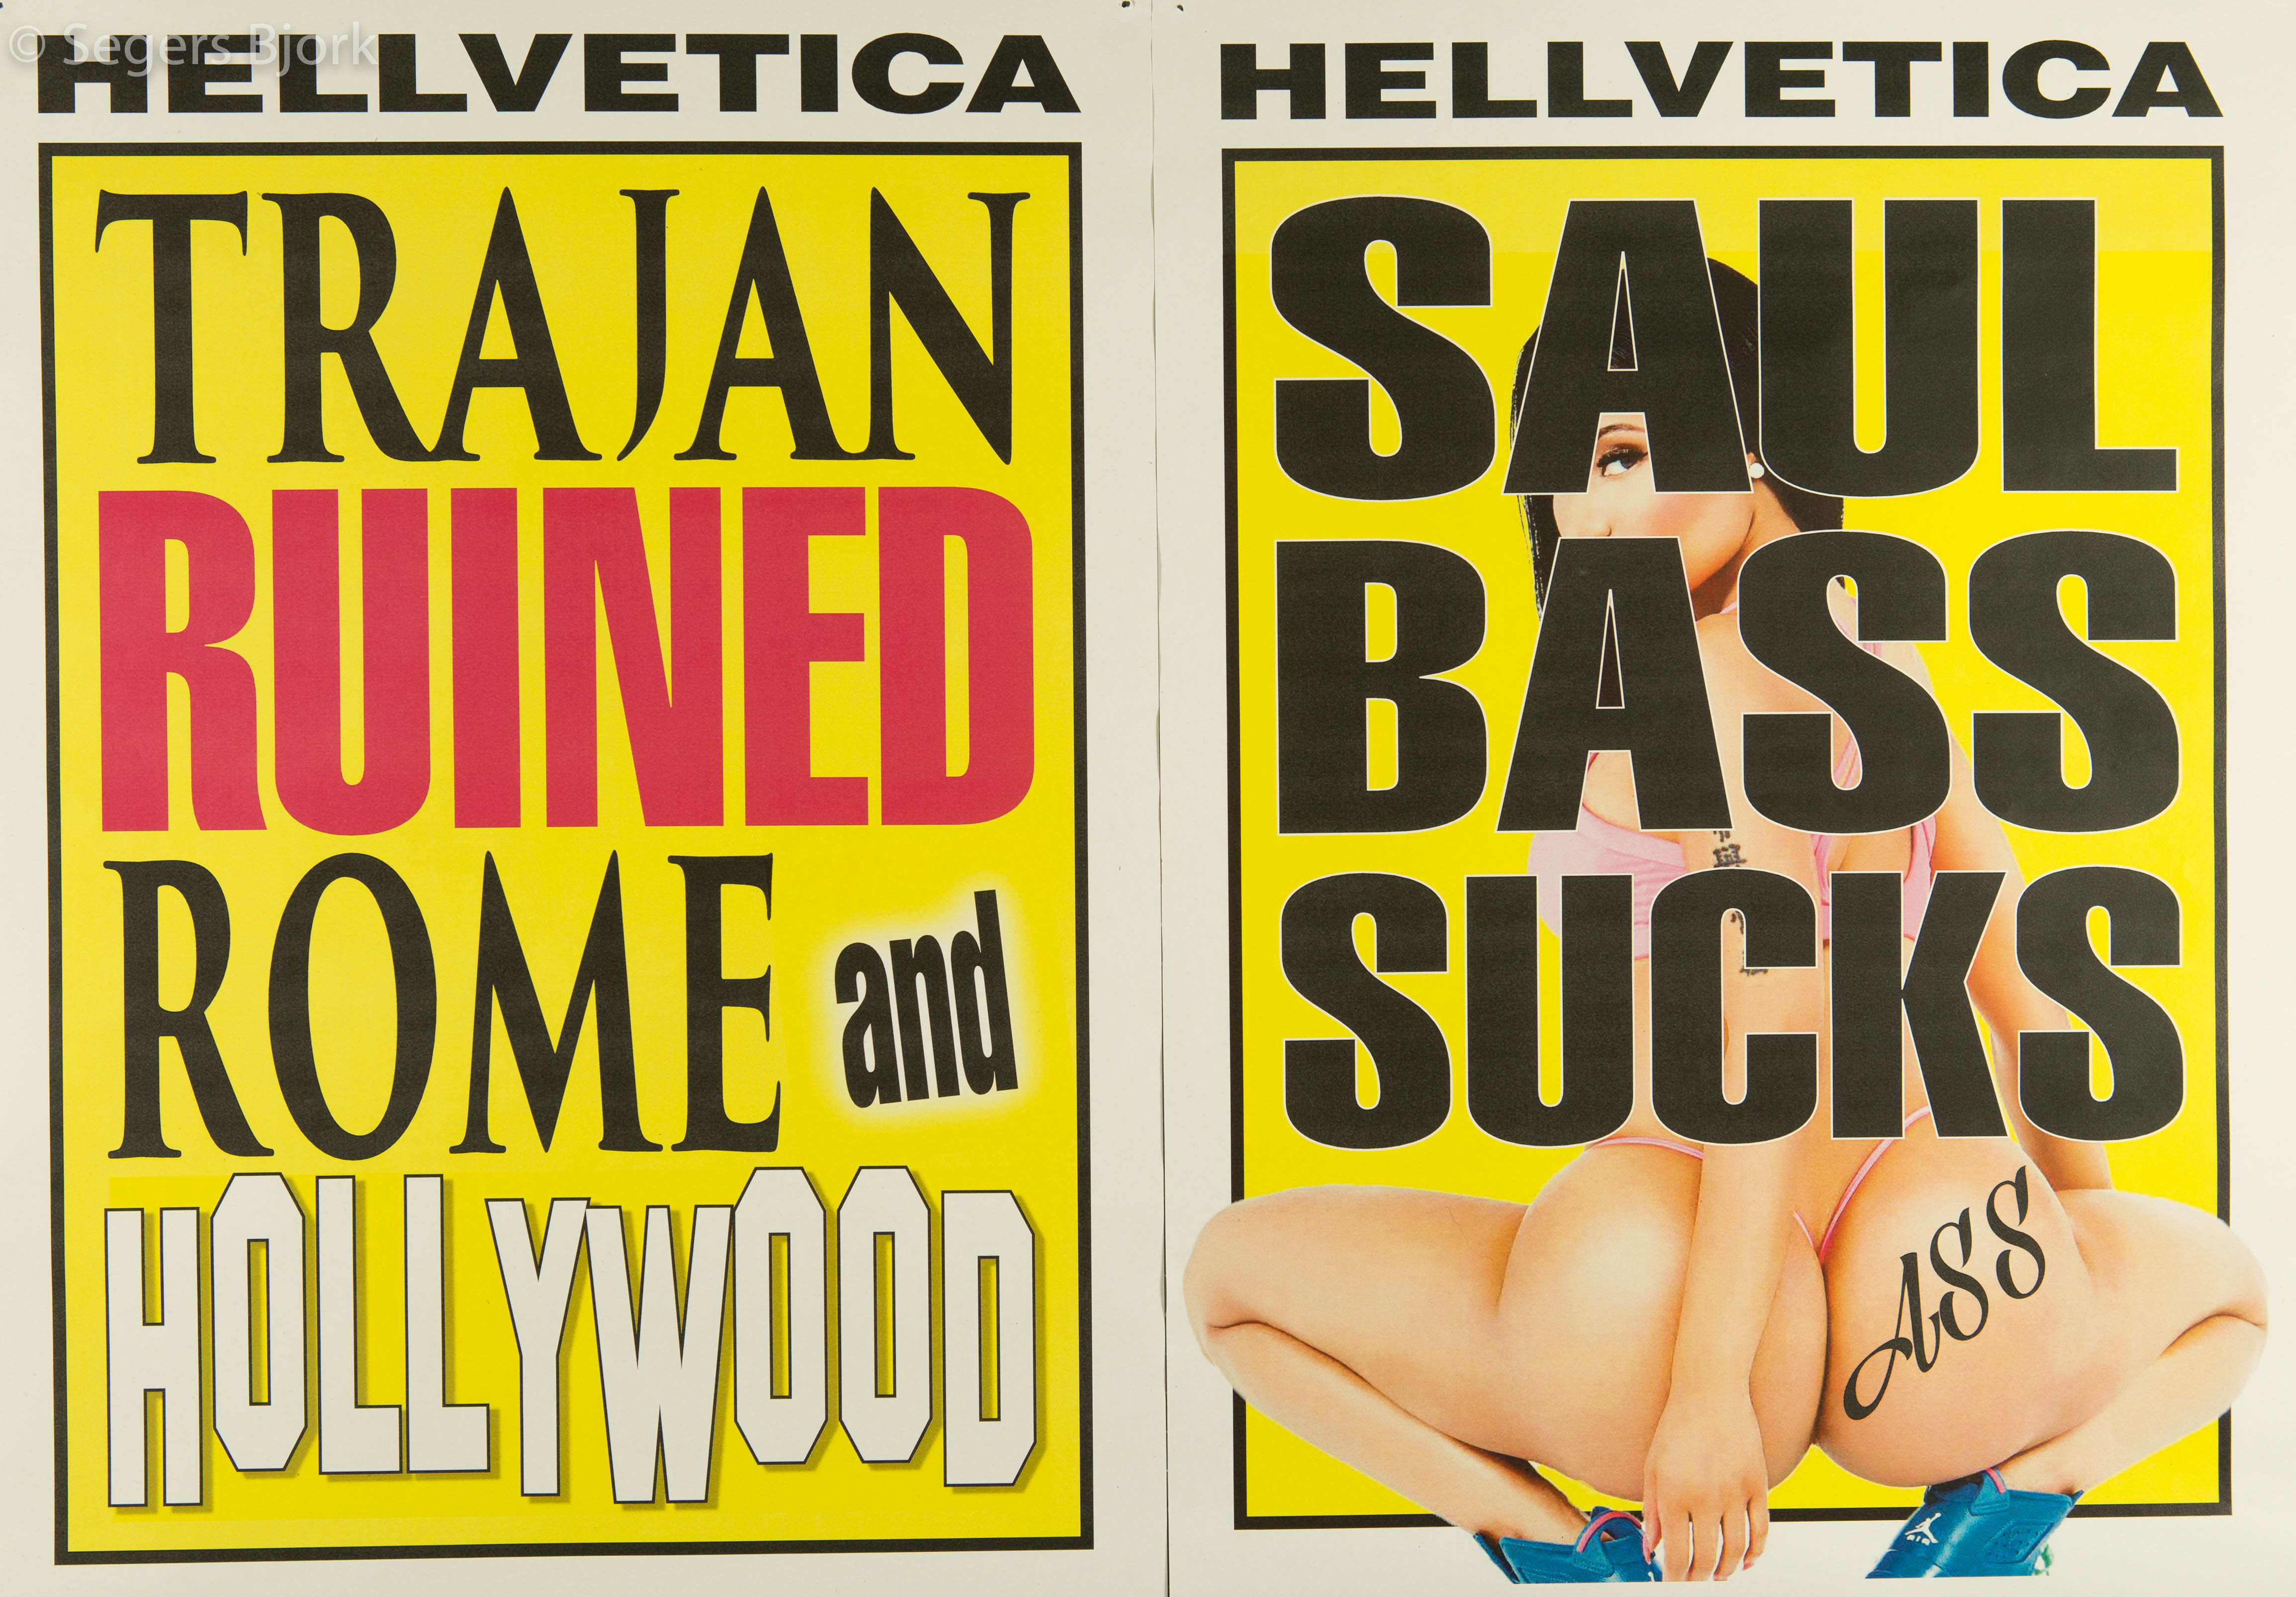 © Segers Bjork
HELLVETICA
TRAJAN
RUINED
ROME and
HOLLYWOOD
HELLVETICA
SAUL
BASS
SUCKS
ASS